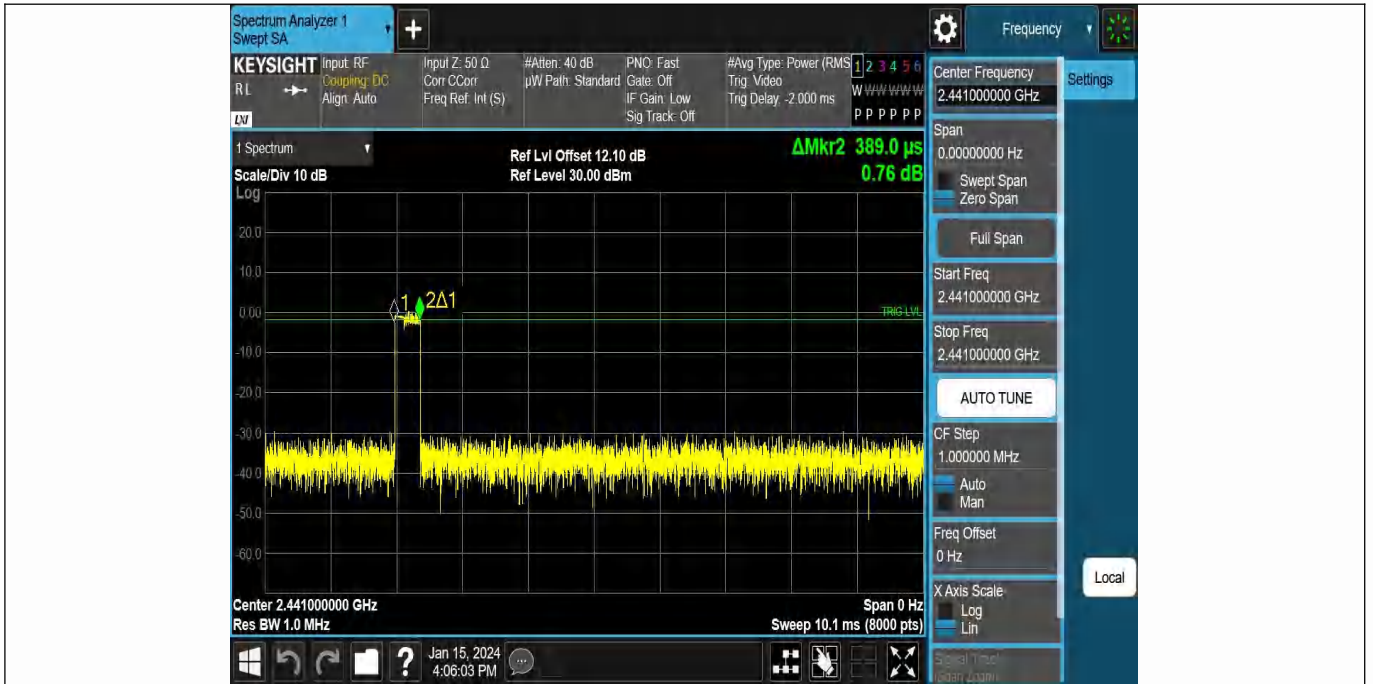 Spectrum Analyzer 1
Swept SA
Frequency
KEYSIGHT
R L
LXI
Input: RF
Coupling: DC
Align: Auto
Input Z: 50 Ω
Corr CCorr
Freq Ref: Int (S)
#Atten: 40 dB
µW Path: Standard
PNO: Fast
Gate: Off
IF Gain: Low
Sig Track: Off
#Avg Type: Power (RMS
Trig: Video
Trig Delay: -2.000 ms
1 2 3 4 5 6
W W W W W W
P P P P P P
1 Spectrum
Scale/Div 10 dB
Log
Ref Lvl Offset 12.10 dB
Ref Level 30.00 dBm
ΔMkr2 389.0 µs
0.76 dB
20.0
10.0
0.00
-10.0
-20.0
-30.0
-40.0
-50.0
-60.0
1
2Δ1
TRIG LVL
Center 2.441000000 GHz
Res BW 1.0 MHz
Span 0 Hz
Sweep 10.1 ms (8000 pts)
Jan 15, 2024
4:06:03 PM
Center Frequency
2.441000000 GHz
Settings
Span
0.00000000 Hz
Swept Span
Zero Span
Full Span
Start Freq
2.441000000 GHz
Stop Freq
2.441000000 GHz
AUTO TUNE
CF Step
1.000000 MHz
Auto
Man
Freq Offset
0 Hz
X Axis Scale
Log
Lin
Local
Signal Track
(Span Zoom)